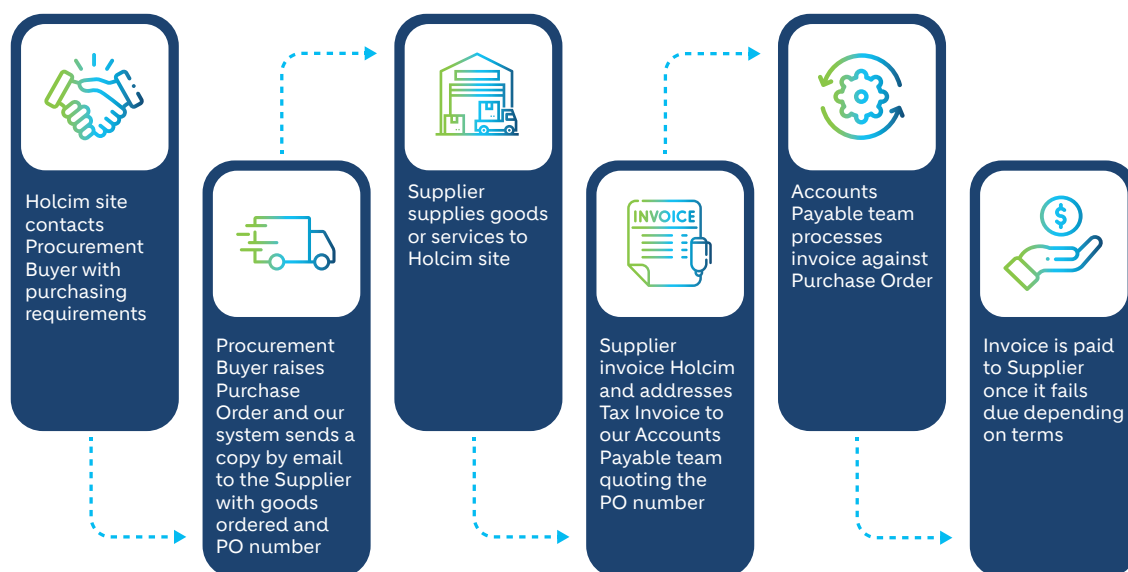 Holcim site
contacts
Procurement
Buyer with
purchasing
requirements
Procurement
Buyer raises
Purchase
Order and our
system sends a
copy by email
to the Supplier
with goods
ordered and
PO number
Supplier
supplies goods
or services to
Holcim site
INVOICE
Supplier
invoice Holcim
and addresses
Tax Invoice to
our Accounts
Payable team
quoting the
PO number
Accounts
Payable team
processes
invoice against
Purchase Order
$
Invoice is paid
to Supplier
once it fails
due depending
on terms